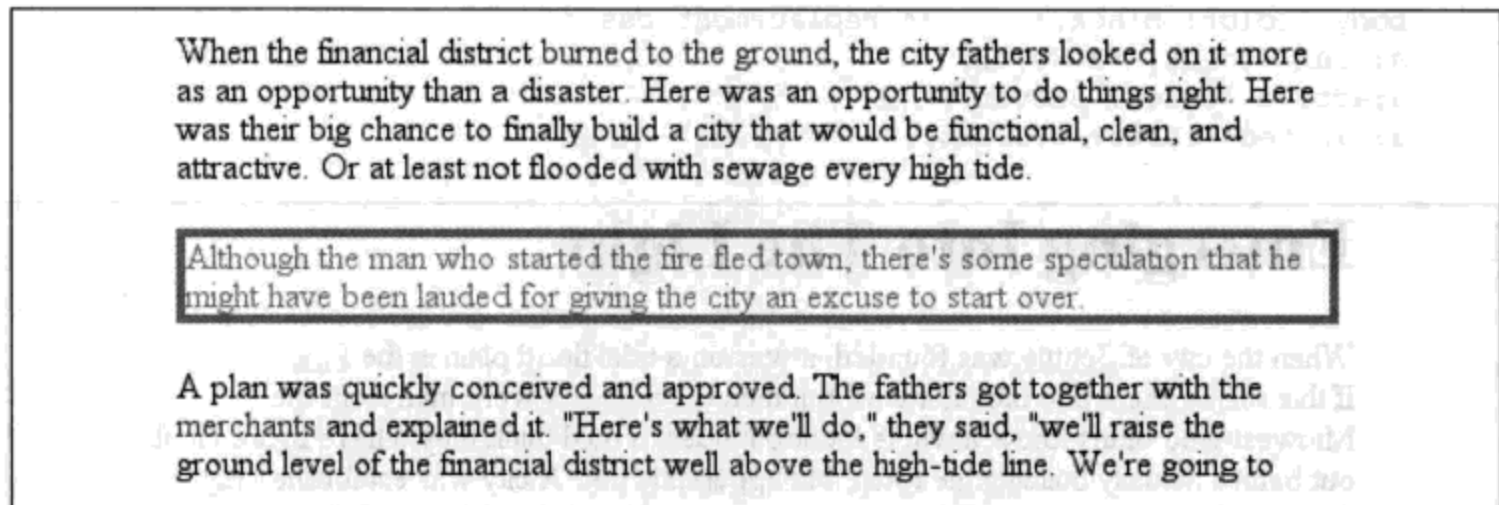 When the financial district burned to the ground, the city fathers looked on it more
as an opportunity than a disaster. Here was an opportunity to do things right. Here
was their big chance to finally build a city that would be functional, clean, and
attractive. Or at least not flooded with sewage every high tide.
Although the man who started the fire fled town, there's some speculation that he
might have been lauded for giving the city an excuse to start over.
A plan was quickly conceived and approved. The fathers got together with the
merchants and explained it. "Here's what we'll do," they said, "we'll raise the
ground level of the financial district well above the high-tide line. We're going to